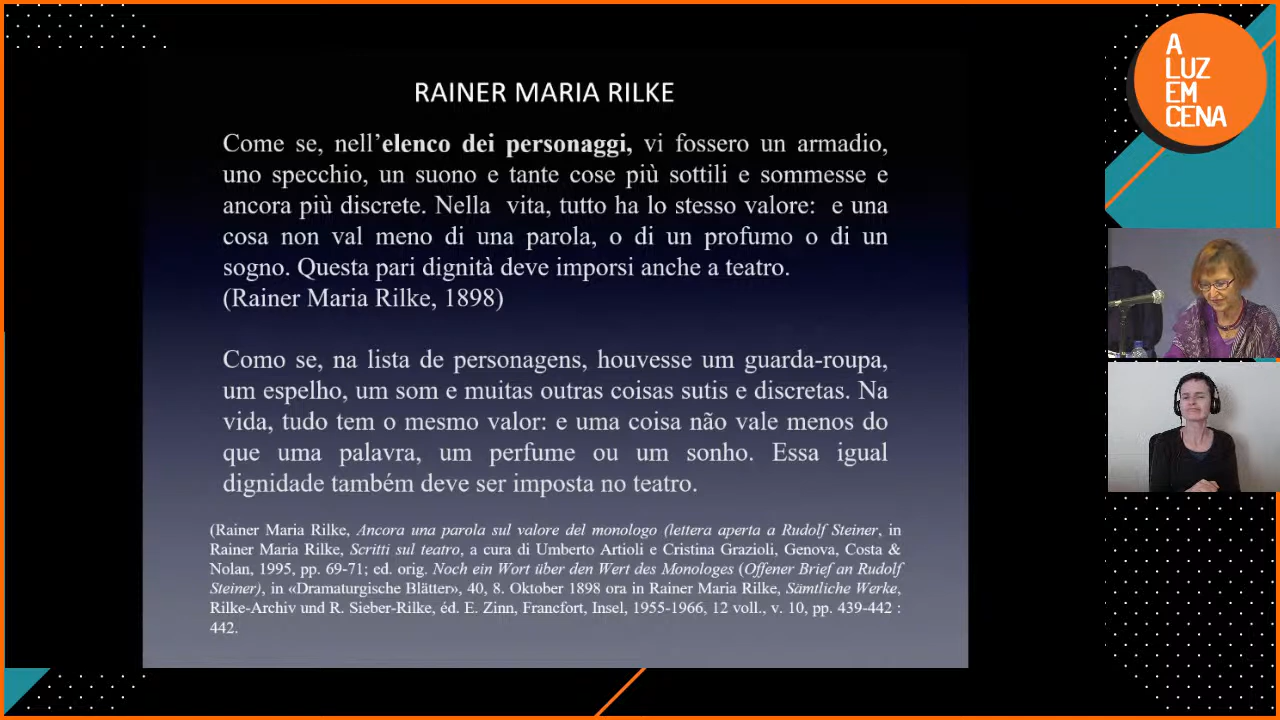 RAINER MARIA RILKE
Come se, nell'elenco dei personaggi, vi fossero un armadio,
uno specchio, un suono e tante cose più sottili e sommesse e
ancora più discrete. Nella vita, tutto ha lo stesso valore: e una
cosa non val meno di una parola, o di un profumo o di un
sogno. Questa pari dignità deve imporsi anche a teatro.
(Rainer Maria Rilke, 1898)
Como se, na lista de personagens, houvesse um guarda-roupa,
um espelho, um som e muitas outras coisas sutis e discretas. Na
vida, tudo tem o mesmo valor: e uma coisa não vale menos do
que uma palavra, um perfume ou um sonho. Essa igual
dignidade também deve ser imposta no teatro.
(Rainer Maria Rilke, Ancora una parola sul valore del monologo (lettera aperta a Rudolf Steiner, in
Rainer Maria Rilke, Scritti sul teatro, a cura di Umberto Artioli e Cristina Grazioli, Genova, Costa &
Nolan, 1995, pp. 69-71; ed. orig. Noch ein Wort über den Wert des Monologes (Offener Brief an Rudolf
Steiner), in «Dramaturgische Blätter», 40, 8. Oktober 1898 ora in Rainer Maria Rilke, Sämtliche Werke,
Rilke-Archiv und R. Sieber-Rilke, éd. E. Zinn, Francfort, Insel, 1955-1966, 12 voll., v. 10, pp. 439-442 :
442.
A
LUZ
EM
CENA